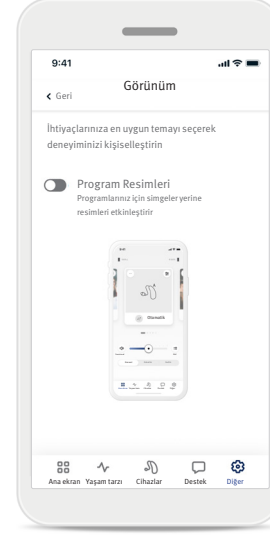 9:41
Geri
Görünüm
İhtiyaçlarınıza en uygun temayı seçerek
deneyiminizi kişiselleştirin
Program Resimleri
Programlarınız için simgeler yerine
resimleri etkinleştirir
Otomatik
Ana ekran Yaşam tarzı Cihazlar Destek Diğer